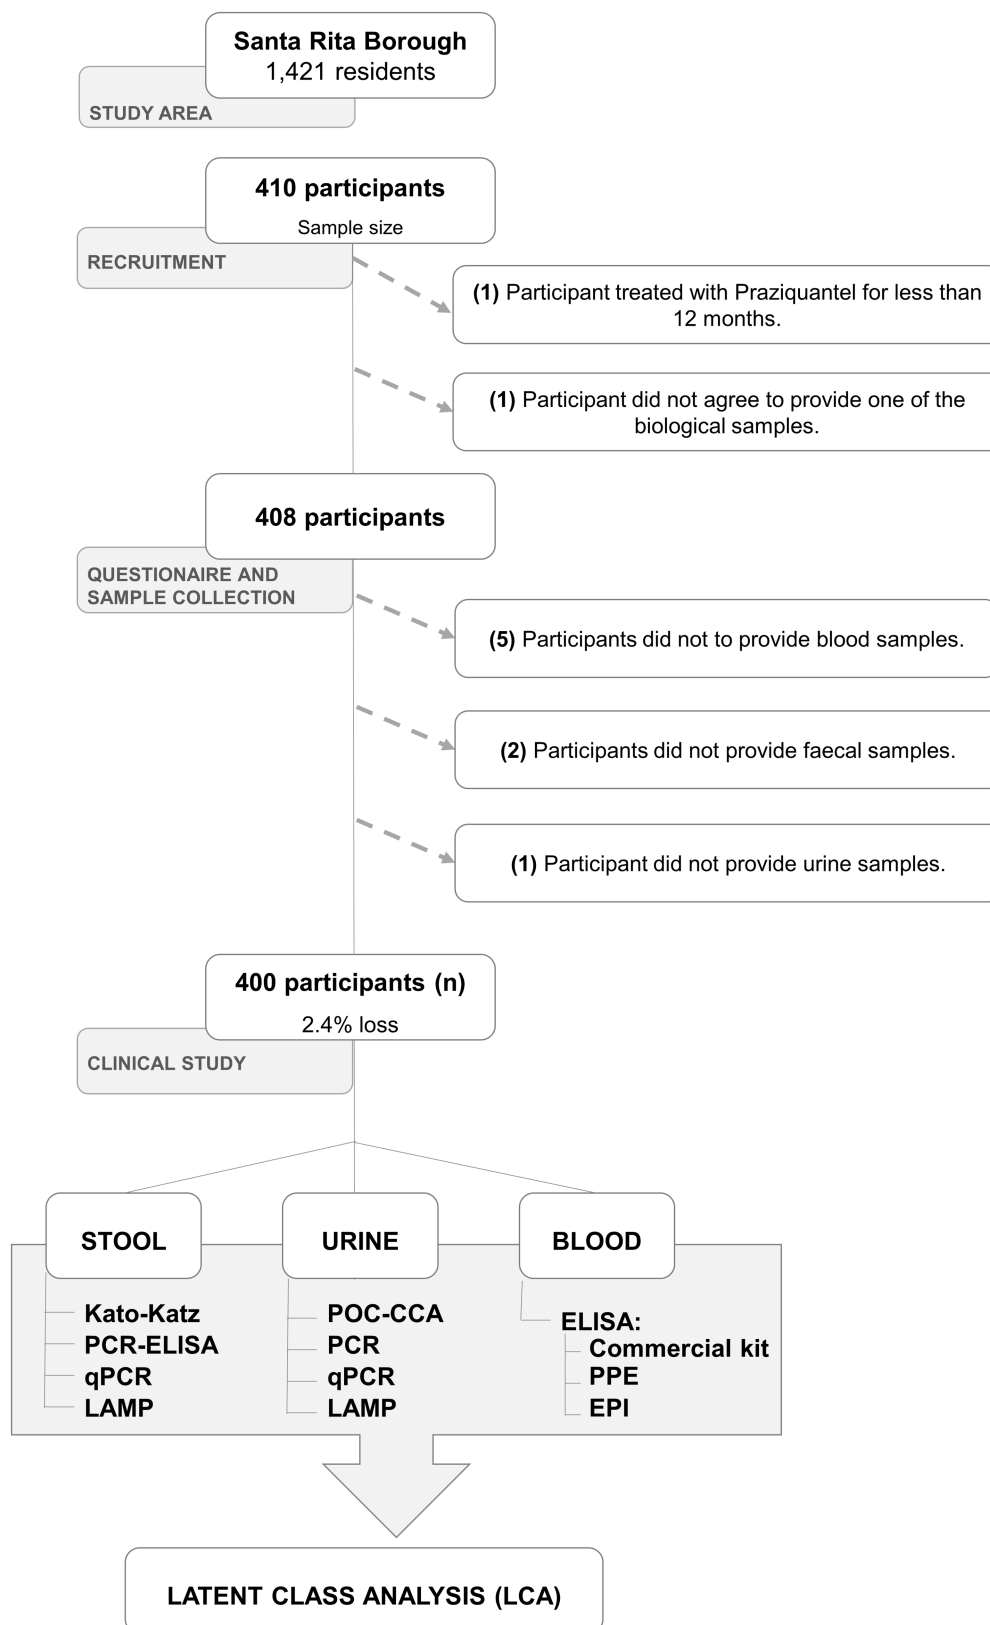 Santa Rita Borough
1,421 residents
STUDY AREA
410 participants
Sample size
RECRUITMENT
(1) Participant treated with Praziquantel for less than
12 months.
(1) Participant did not agree to provide one of the
biological samples.
408 participants
QUESTIONAIRE AND
SAMPLE COLLECTION
(5) Participants did not to provide blood samples.
(2) Participants did not provide faecal samples.
(1) Participant did not provide urine samples.
400 participants (n)
2.4% loss
CLINICAL STUDY
STOOL
Kato-Katz
PCR-ELISA
qPCR
LAMP
URINE
POC-CCA
PCR
qPCR
LAMP
BLOOD
ELISA:
Commercial kit
PPE
EPI
LATENT CLASS ANALYSIS (LCA)